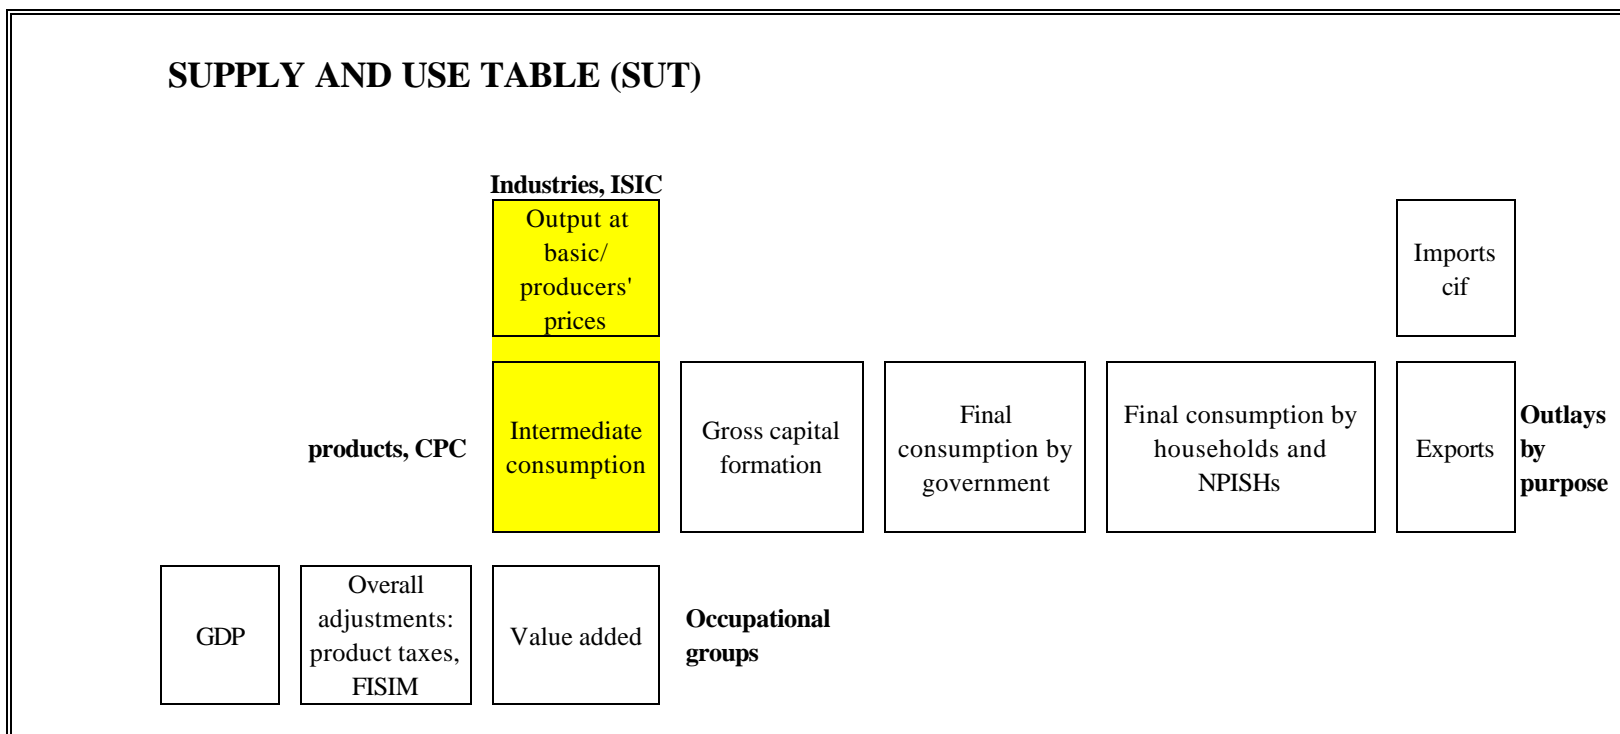 SUPPLY AND USE TABLE (SUT)
Industries, ISIC
Output at
basic/
producers'
prices
Imports
cif
products, CPC
Intermediate
consumption
Gross capital
formation
Final
consumption by
government
Final consumption by
households and
NPISHs
Exports
Outlays
by
purpose
GDP
Overall
adjustments:
product taxes,
FISIM
Value added
Occupational
groups